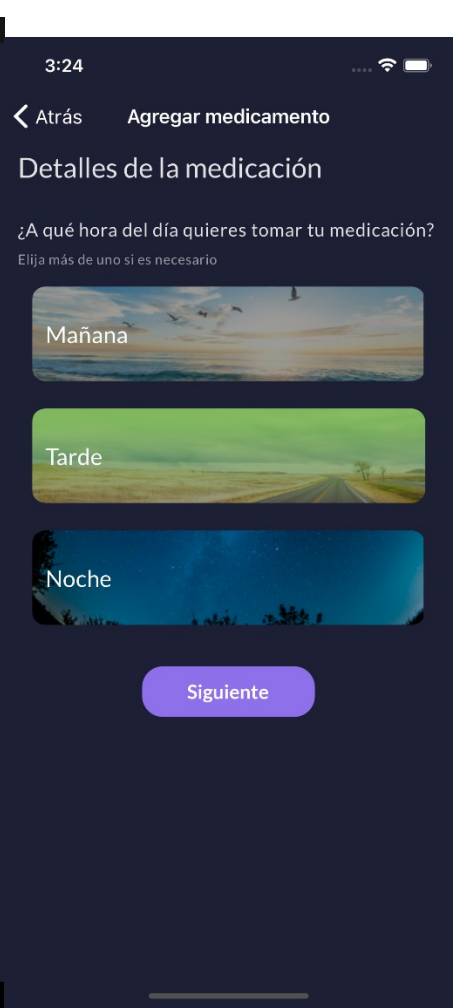 3:24
Atrás Agregar medicamento
Detalles de la medicación
¿A qué hora del día quieres tomar tu medicación?
Elija más de uno si es necesario
Mañana
Tarde
Noche
Siguiente